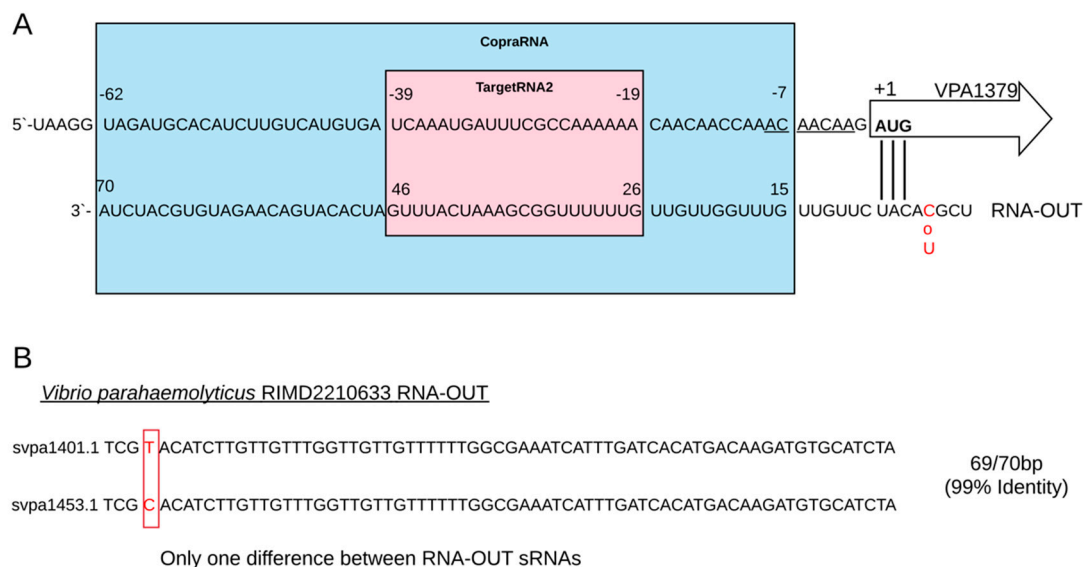 A
CopraRNA
TargetRNA2
-62 -39 -19 -7 +1 VPA1379
5`-UAAGG UAGAUGCACAUCUUGUCAUGUGA UCAAAUGAUUUCGCCAAAAAA CAACAACCAAAC AACAAG AUG
70 46 26 15
3`- AUCUACGUGUAGAACAGUACACUAGUUUACUAAAGCGGUUUUUUG UUGUUGGUUUG UUGUUC UACACGCU RNA-OUT
o
U
B
Vibrio parahaemolyticus RIMD2210633 RNA-OUT
svpa1401.1 TCG T ACATCTTGTTGTTTGGTTGTTGTTTTTTGGCGAAATCATTTGATCACATGACAAGATGTGCATCTA
69/70bp
(99% Identity)
svpa1453.1 TCG C ACATCTTGTTGTTTGGTTGTTGTTTTTTGGCGAAATCATTTGATCACATGACAAGATGTGCATCTA
Only one difference between RNA-OUT sRNAs